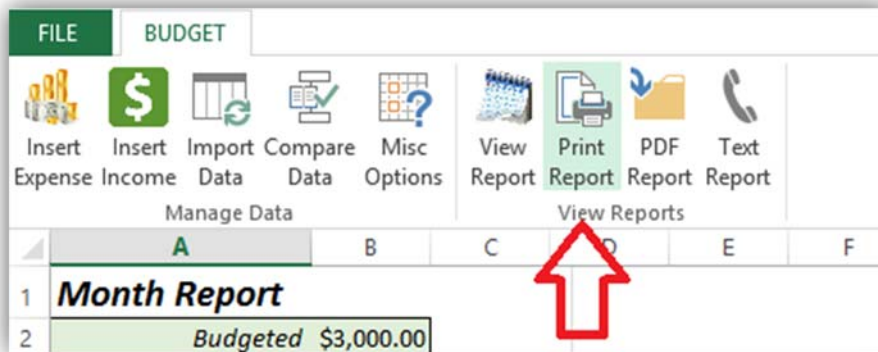 FILE BUDGET
Insert Insert Import Compare Misc View Print PDF Text
Expense Income Data Data Options Report Report Report Report
Manage Data View Reports
A B C D E F
1 Month Report
2 Budgeted $3,000.00